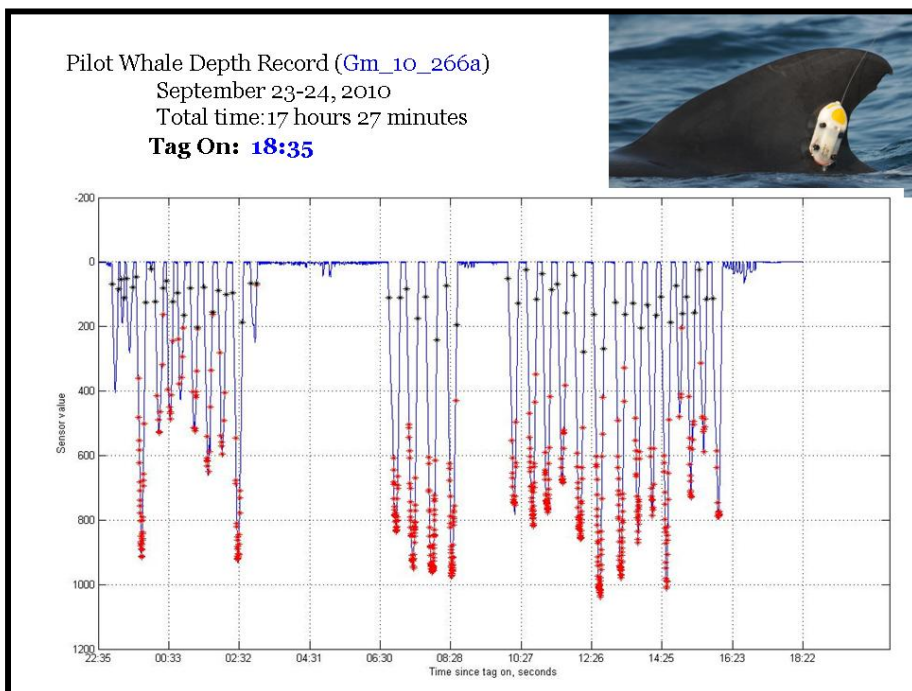 Pilot Whale Depth Record (Gm_10_266a)
September 23-24, 2010
Total time:17 hours 27 minutes
Tag On: 18:35
-200
0
200
400
600
800
1000
1200
Sensor value
22:35 00:33 02:32 04:31 06:30 08:28 10:27 12:26 14:25 16:23 18:22
Time since tag on, seconds